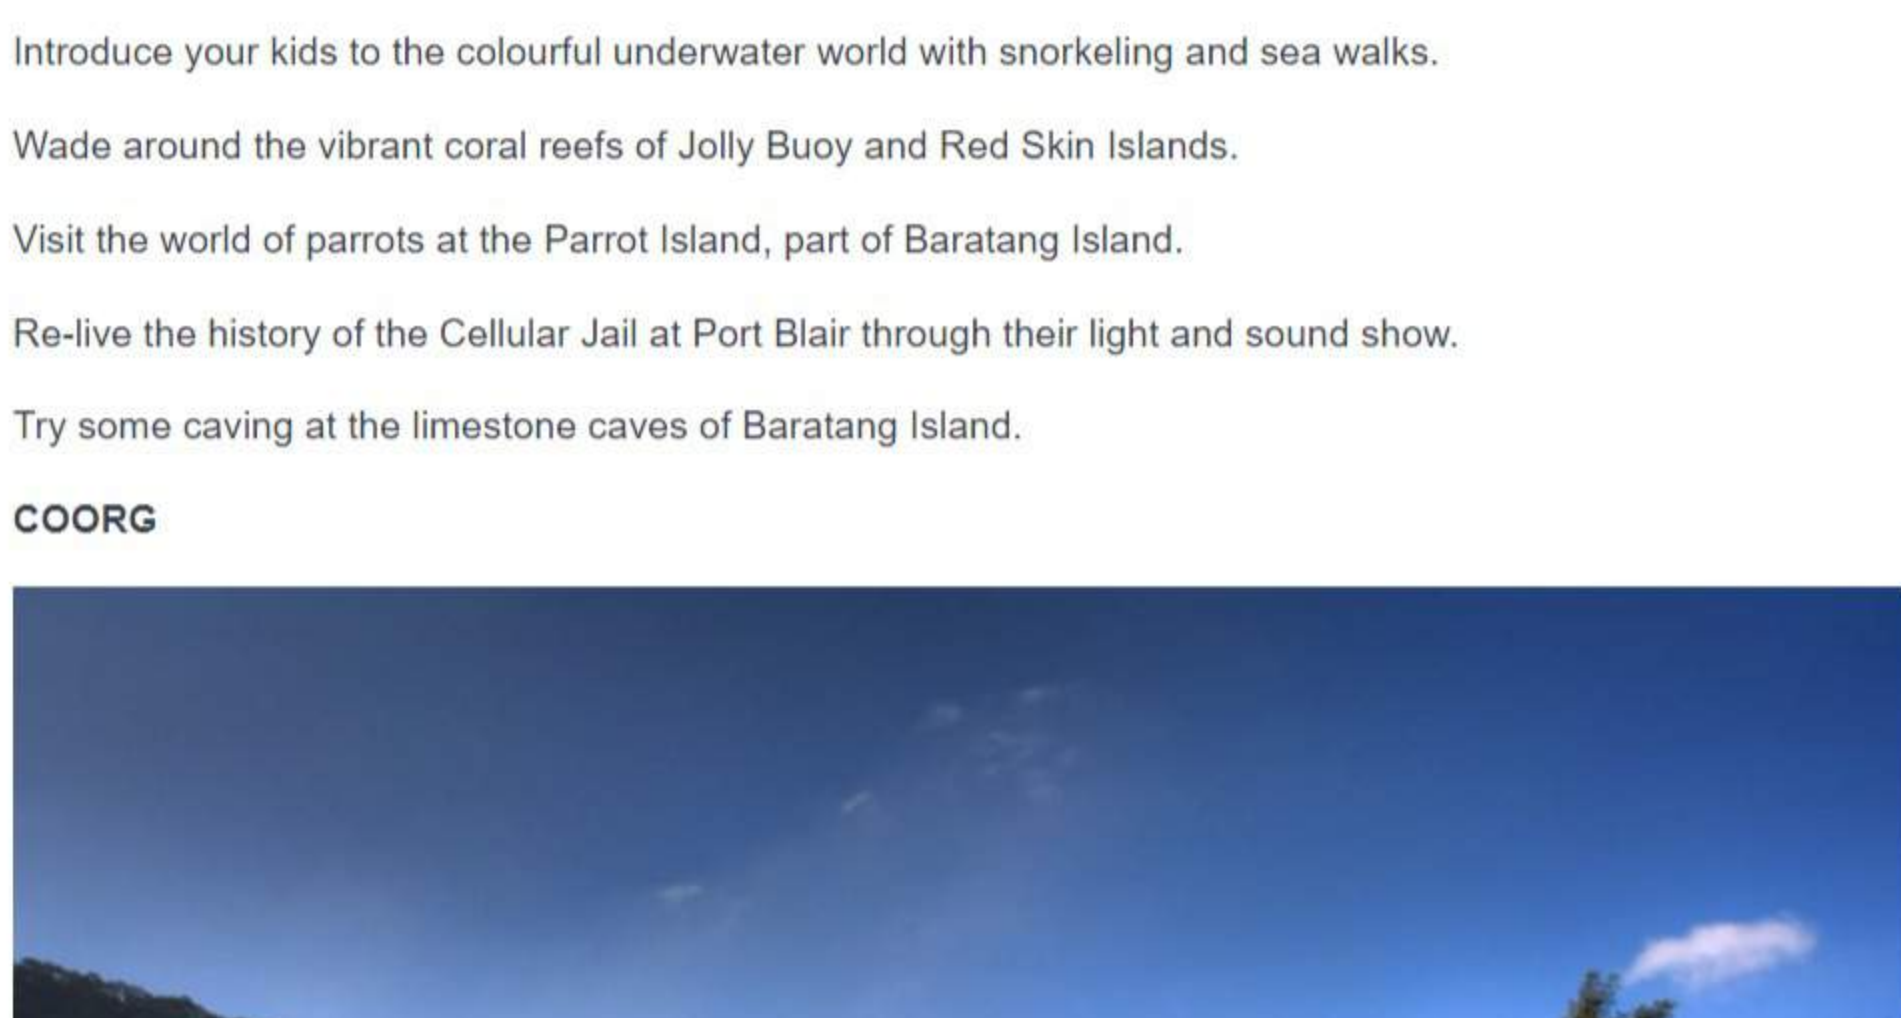 Introduce your kids to the colourful underwater world with snorkeling and sea walks.
Wade around the vibrant coral reefs of Jolly Buoy and Red Skin Islands.
Visit the world of parrots at the Parrot Island, part of Baratang Island.
Re-live the history of the Cellular Jail at Port Blair through their light and sound show.
Try some caving at the limestone caves of Baratang Island.
COORG